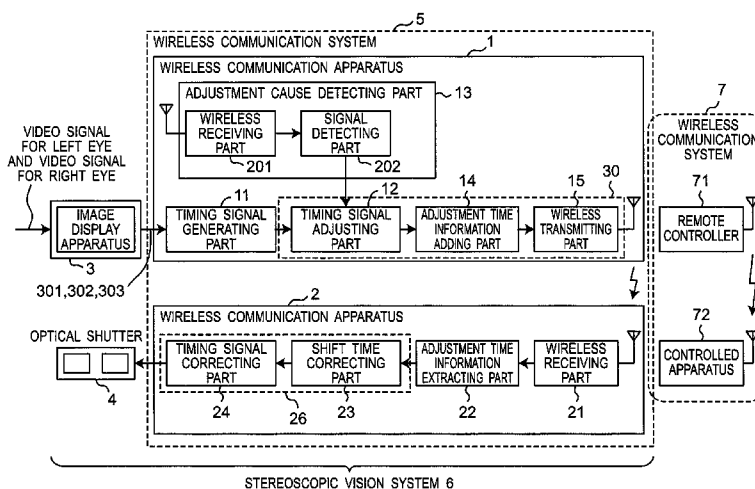 5
WIRELESS COMMUNICATION SYSTEM
1
WIRELESS COMMUNICATION APPARATUS
ADJUSTMENT CAUSE DETECTING PART
13
WIRELESS
RECEIVING
PART
201
SIGNAL
DETECTING
PART
202
VIDEO SIGNAL
FOR LEFT EYE
AND VIDEO SIGNAL
FOR RIGHT EYE
IMAGE
DISPLAY
APPARATUS
3
301,302,303
11
TIMING SIGNAL
GENERATING
PART
12
TIMING SIGNAL
ADJUSTING
PART
14
ADJUSTMENT TIME
INFORMATION
ADDING PART
15
WIRELESS
TRANSMITTING
PART
30
7
WIRELESS
COMMUNICATION
SYSTEM
71
REMOTE
CONTROLLER
72
CONTROLLED
APPARATUS
2
WIRELESS COMMUNICATION APPARATUS
OPTICAL SHUTTER
4
TIMING SIGNAL
CORRECTING
PART
24
SHIFT TIME
CORRECTING
PART
23
26
ADJUSTMENT TIME
INFORMATION
EXTRACTING PART
22
WIRELESS
RECEIVING
PART
21
STEREOSCOPIC VISION SYSTEM 6